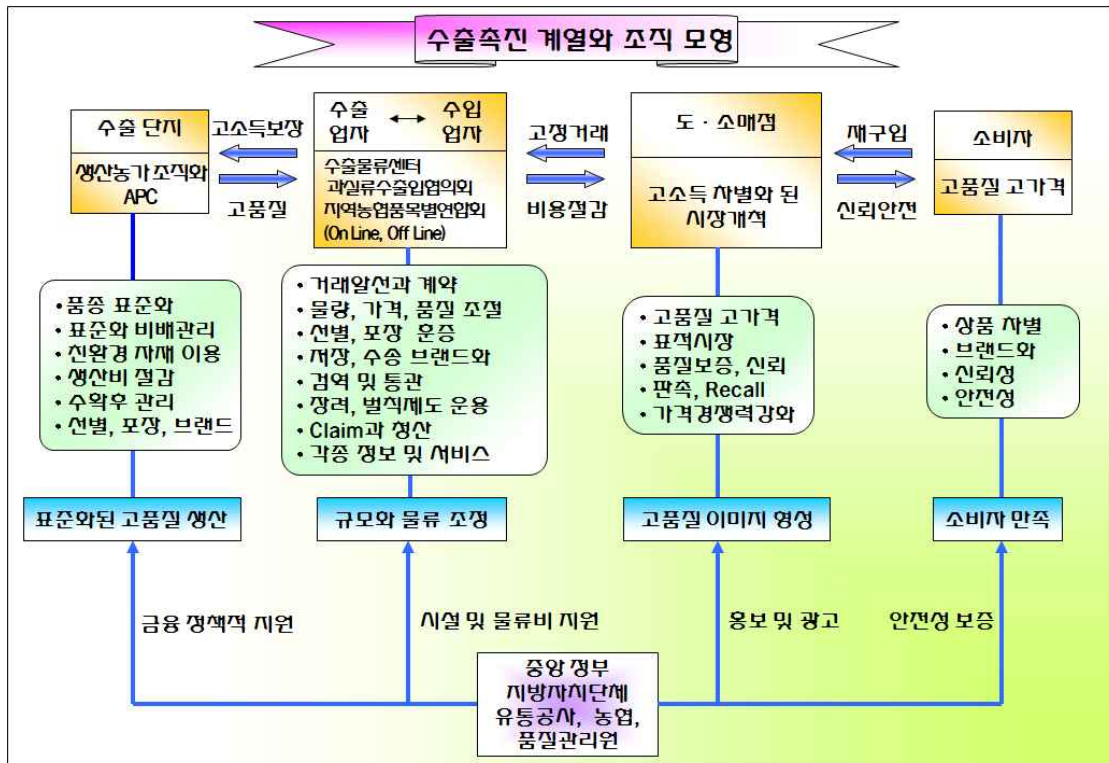 수출촉진 계열화 조직 모형
수출 단지
생산농가 조직화
APC
고소득보장
고품질
수출 ↔ 수입
업자 업자
수출물류센터
과실류수출입협의회
지역농협품목별연합회
(On Line, Off Line)
고정거래
비용절감
도·소매점
고소득 차별화 된
시장개척
재구입
신뢰안전
소비자
고품질 고가격
• 품종 표준화
• 표준화 비배관리
• 친환경 자재 이용
• 생산비 절감
• 수확후 관리
• 선별, 포장, 브랜드
• 거래알선과 계약
• 물량, 가격, 품질 조절
• 선별, 포장 훈증
• 저장, 수송 브랜드화
• 검역 및 통관
• 장려, 벌칙제도 운용
• Claim과 청산
• 각종 정보 및 서비스
• 고품질 고가격
• 표적시장
• 품질보증, 신뢰
• 판촉, Recall
• 가격경쟁력강화
• 상품 차별
• 브랜드화
• 신뢰성
• 안전성
표준화된 고품질 생산
규모화 물류 조정
고품질 이미지 형성
소비자 만족
금융 정책적 지원
시설 및 물류비 지원
홍보 및 광고
안전성 보증
중앙 정부
지방자치단체
유통공사, 농협,
품질관리원